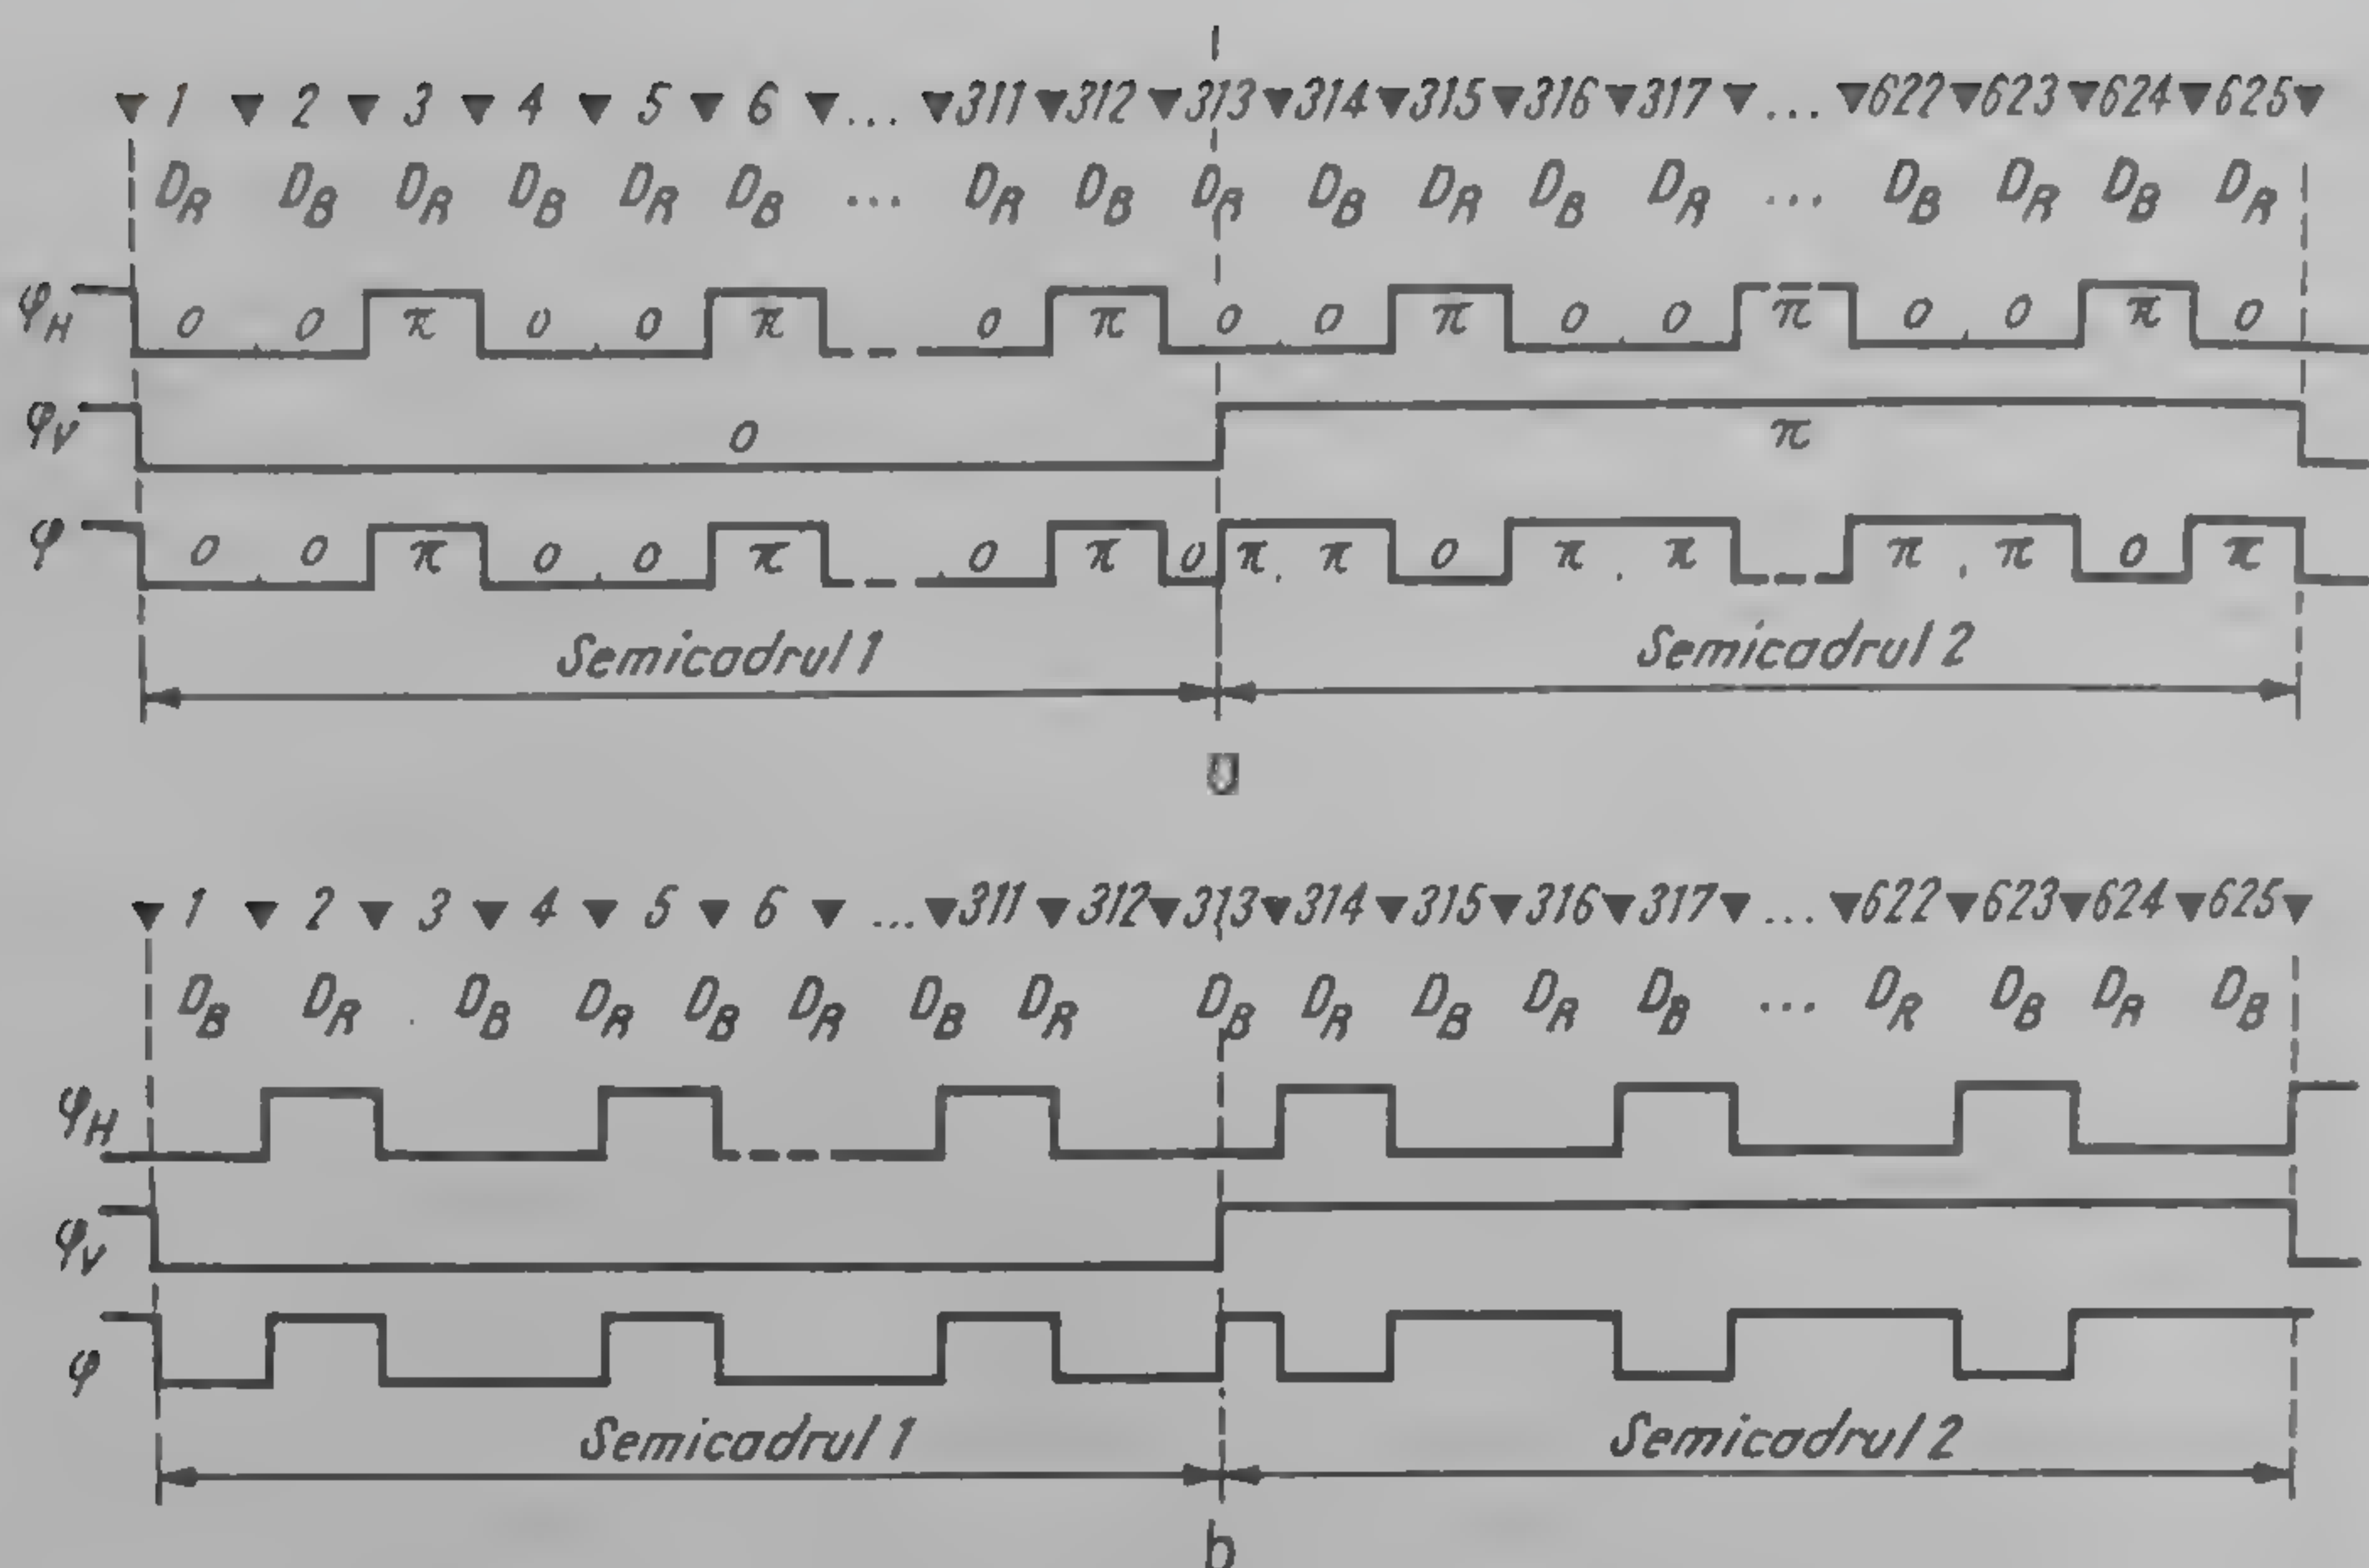 1 2 3 4 5 6 ... 311 312 313 314 315 316 317 ... 622 623 624 625
D_R D_B D_R D_B D_R D_B ... D_R D_B D_R D_B D_R D_B D_R ... D_B D_R D_B D_R
φ_H 0 0 π 0 0 π 0 π 0 0 π 0 0 π 0 0 π 0
φ_V 0 π
φ 0 0 π 0 0 π 0 π 0 π π 0 π π π π 0 π
Semicadrul 1 Semicadrul 2
1 2 3 4 5 6 ... 311 312 313 314 315 316 317 ... 622 623 624 625
D_B D_R D_B D_R D_B D_R D_B D_R D_B D_R D_B D_R D_B ... D_R D_B D_R D_B
φ_H
φ_V
φ
Semicadrul 1 Semicadrul 2
b